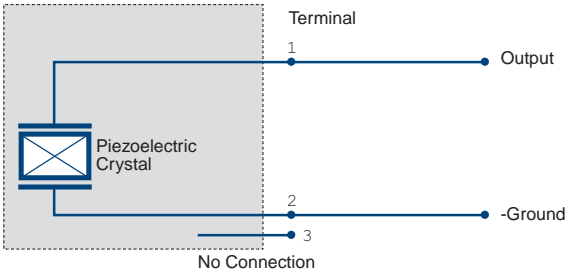 Terminal
1
Output
Piezoelectric
Crystal
2
-Ground
3
No Connection